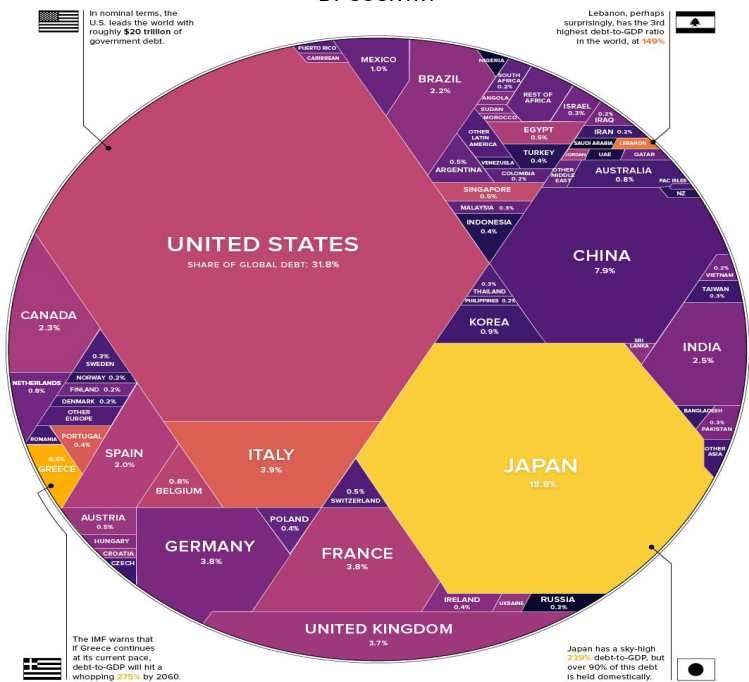 In nominal terms, the
U.S. leads the world with
roughly $20 trillion of
government debt.
Lebanon, perhaps
surprisingly, has the 3rd
highest debt-to-GDP ratio
in the world, at 149%
PUERTO RICO
CARIBBEAN
MEXICO
1.0%
BRAZIL
2.2%
NIGERIA
SOUTH
AFRICA
0.2%
ANGOLA
SUDAN
MOROCCO
REST OF
AFRICA
EGYPT
0.5%
ISRAEL
0.3%
0.2%
IRAQ
IRAN 0.2%
SAUDI ARABIA
LEBANON
JORDAN
UAE
QATAR
TURKEY
0.4%
OTHER
LATIN
AMERICA
VENEZUELA
0.5%
ARGENTINA
COLOMBIA
0.2%
OTHER
MIDDLE
EAST
AUSTRALIA
0.8%
PAC ISLES
NZ
SINGAPORE
0.5%
MALAYSIA 0.3%
INDONESIA
0.4%
UNITED STATES
SHARE OF GLOBAL DEBT: 31.8%
CHINA
7.9%
0.2%
VIETNAM
TAIWAN
0.3%
0.3%
THAILAND
PHILIPPINES 0.2%
KOREA
0.9%
SRI
LANKA
INDIA
2.5%
BANGLADESH
0.3%
PAKISTAN
OTHER
ASIA
CANADA
2.3%
0.3%
SWEDEN
NORWAY 0.2%
FINLAND 0.2%
DENMARK 0.2%
OTHER
EUROPE
NETHERLANDS
0.8%
ROMANIA
PORTUGAL
0.4%
0.6%
GREECE
SPAIN
2.0%
0.8%
BELGIUM
ITALY
3.9%
JAPAN
18.8%
0.5%
SWITZERLAND
AUSTRIA
0.5%
HUNGARY
CROATIA
CZECH
GERMANY
3.8%
POLAND
0.4%
FRANCE
3.8%
IRELAND
0.4%
UKRAINE
RUSSIA
0.3%
UNITED KINGDOM
3.7%
The IMF warns that
if Greece continues
at its current pace,
debt-to-GDP will hit a
whopping 275% by 2060.
Japan has a sky-high
239% debt-to-GDP, but
over 90% of this debt
is held domestically.